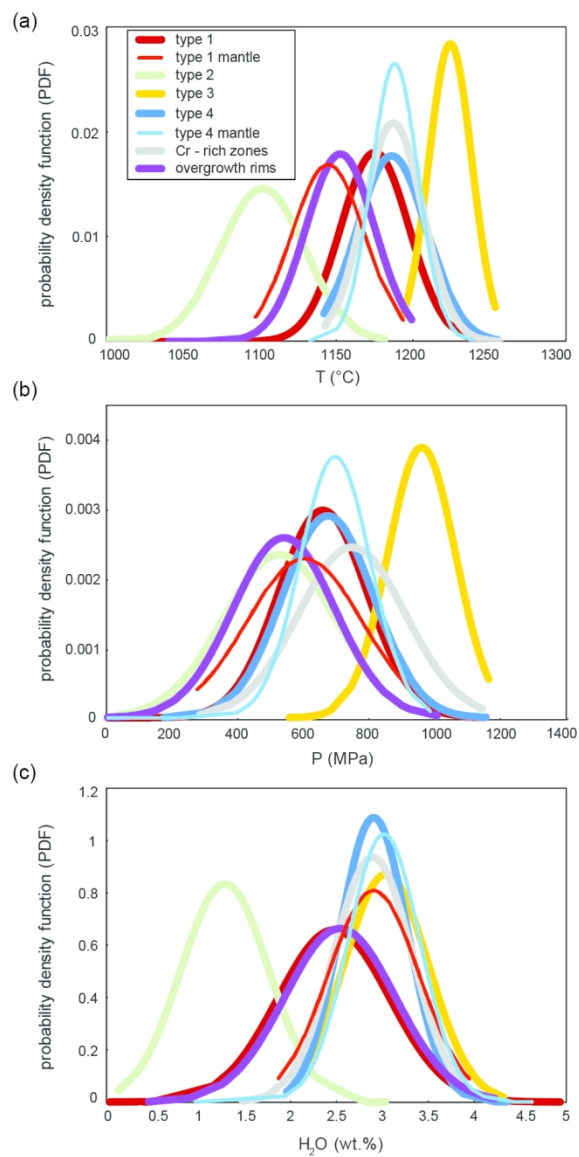 (a)
probability density function (PDF)
0.03
0.02
0.01
0
type 1
type 1 mantle
type 2
type 3
type 4
type 4 mantle
Cr - rich zones
overgrowth rims
1000 1050 1100 1150 1200 1250 1300
T (°C)
(b)
probability density function (PDF)
0.004
0.003
0.002
0.001
0
0 200 400 600 800 1000 1200 1400
P (MPa)
(c)
probability density function (PDF)
1.2
1
0.8
0.6
0.4
0.2
0
0 0.5 1 1.5 2 2.5 3 3.5 4 4.5 5
H₂O (wt.%)